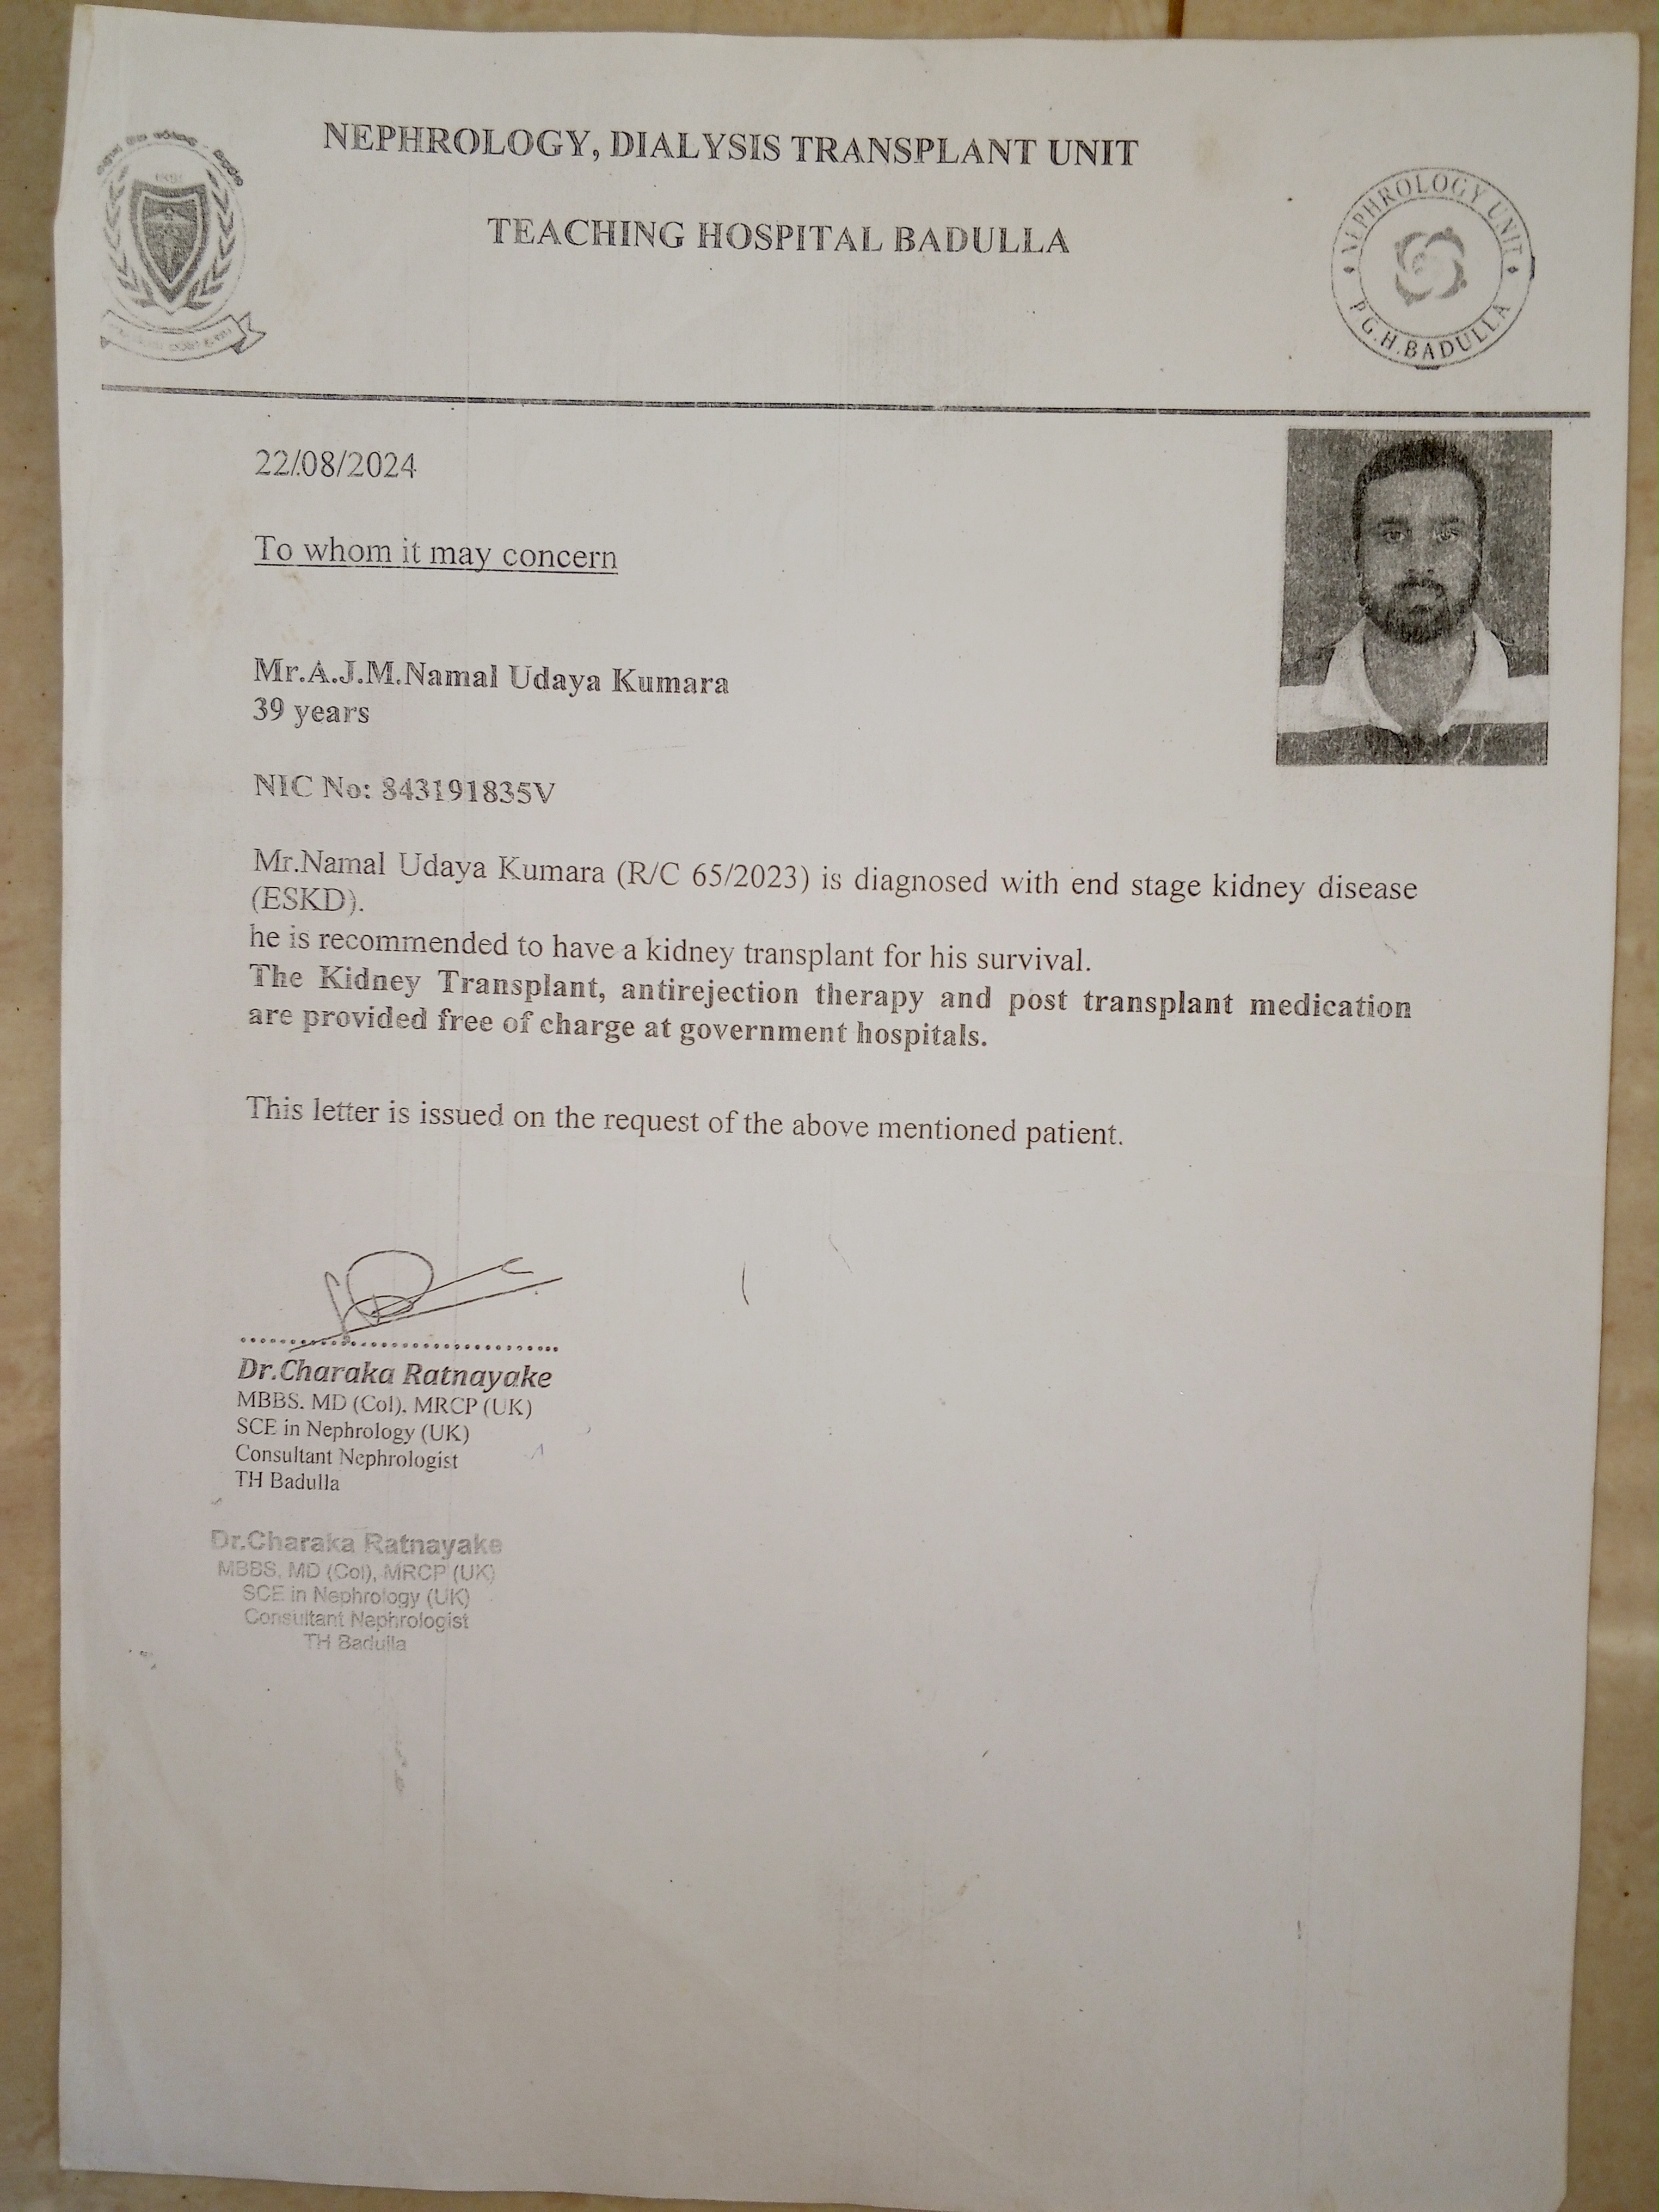 NEPHROLOGY, DIALYSIS TRANSPLANT UNIT
TEACHING HOSPITAL BADULLA
NEPHROLOGY UNIT
P.G.H.BADULLA
22/08/2024
To whom it may concern
Mr.A.J.M.Namal Udaya Kumara
39 years
NIC No: 843191835V
Mr.Namal Udaya Kumara (R/C 65/2023) is diagnosed with end stage kidney disease
(ESKD).
he is recommended to have a kidney transplant for his survival.
The Kidney Transplant, antirejection therapy and post transplant medication
are provided free of charge at government hospitals.
This letter is issued on the request of the above mentioned patient.
Dr.Charaka Ratnayake
MBBS, MD (Col), MRCP (UK)
SCE in Nephrology (UK)
Consultant Nephrologist
TH Badulla
Dr.Charaka Ratnayake
MBBS, MD (Col), MRCP (UK)
SCE in Nephrology (UK)
Consultant Nephrologist
TH Badulla